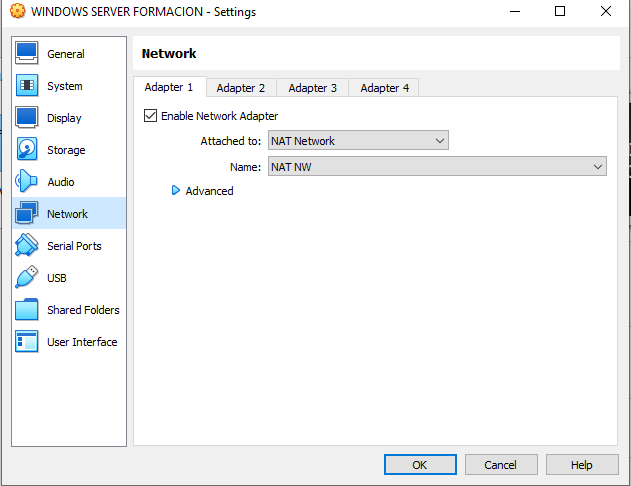 WINDOWS SERVER FORMACION - Settings
General
System
Display
Storage
Audio
Network
Serial Ports
USB
Shared Folders
User Interface
Network
Adapter 1 Adapter 2 Adapter 3 Adapter 4
Enable Network Adapter
Attached to: NAT Network
Name: NAT NW
Advanced
OK Cancel Help